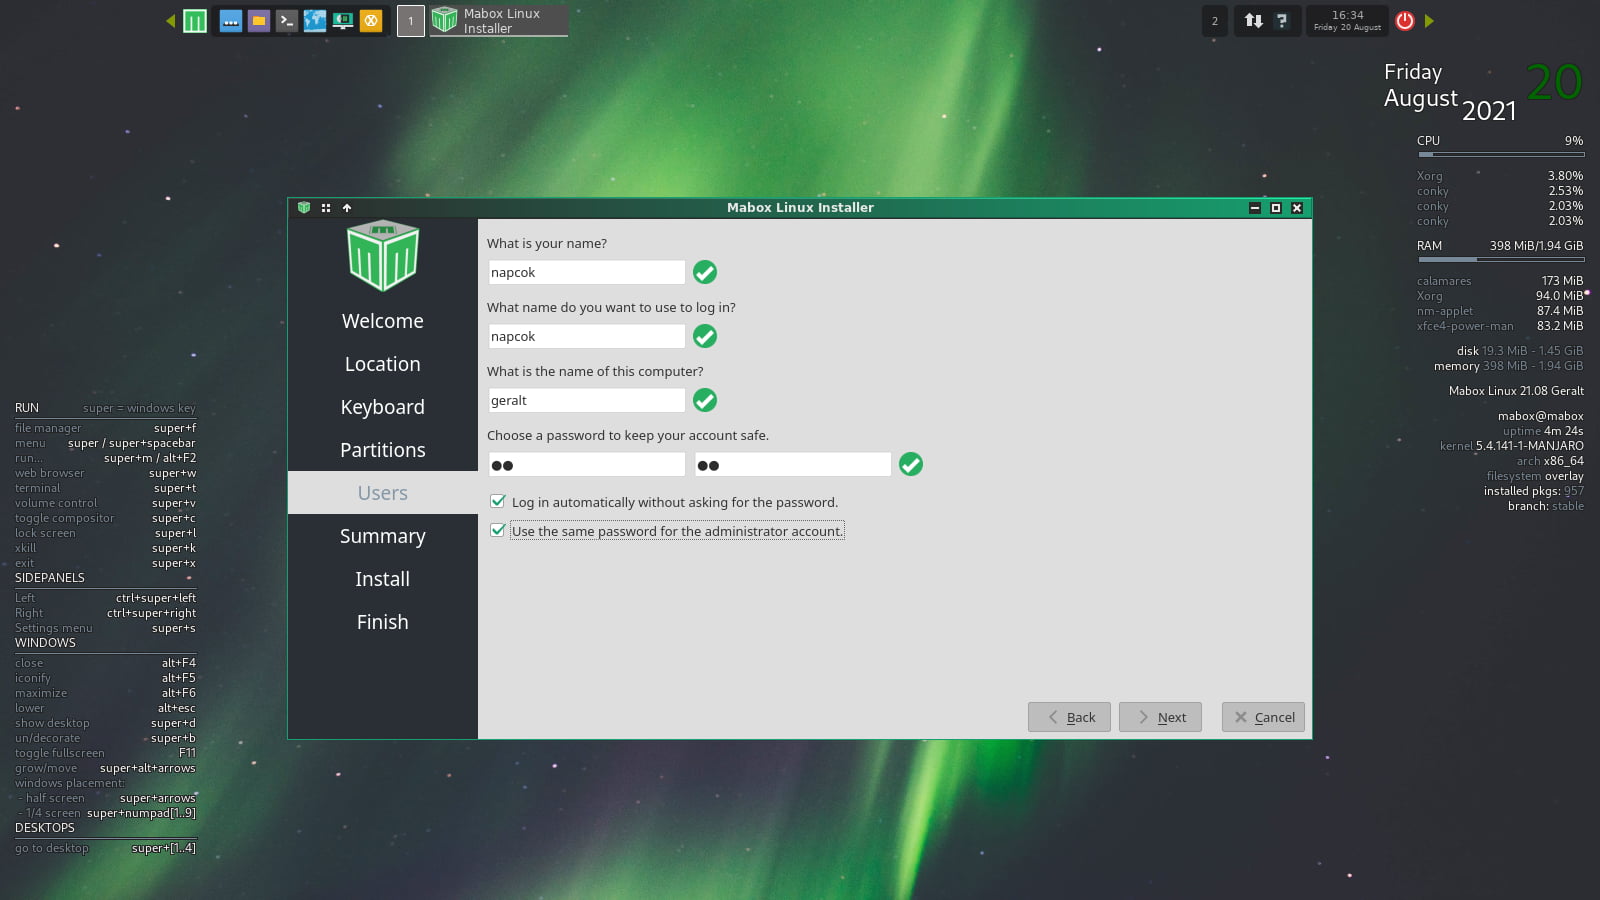 1
Mabox Linux
Installer
2
16:34
Friday 20 August
Friday
August
2021
20
CPU 9%
Xorg 3.80%
conky 2.53%
conky 2.03%
conky 2.03%
RAM 398 MiB/1.94 GiB
calamares 173 MiB
Xorg 94.0 MiB
nm-applet 87.4 MiB
xfce4-power-man 83.2 MiB
disk 19.3 MiB - 1.45 GiB
memory 398 MiB - 1.94 GiB
Mabox Linux 21.08 Geralt
mabox@mabox
uptime 4m 24s
kernel 5.4.141-1-MANJARO
arch x86_64
filesystem overlay
installed pkgs: 957
branch: stable
Mabox Linux Installer
Welcome
Location
Keyboard
Partitions
Users
Summary
Install
Finish
What is your name?
napcok
What name do you want to use to log in?
napcok
What is the name of this computer?
geralt
Choose a password to keep your account safe.
●● ●●
Log in automatically without asking for the password.
Use the same password for the administrator account.
Back Next Cancel
RUN super = windows key
file manager super+f
menu super / super+spacebar
run... super+m / alt+F2
web browser super+w
terminal super+t
volume control super+v
toggle compositor super+c
lock screen super+l
xkill super+k
exit super+x
SIDEPANELS
Left ctrl+super+left
Right ctrl+super+right
Settings menu super+s
WINDOWS
close alt+F4
iconify alt+F5
maximize alt+F6
lower alt+esc
show desktop super+d
un/decorate super+b
toggle fullscreen F11
grow/move super+alt+arrows
windows placement:
- half screen super+arrows
- 1/4 screen super+numpad[1..9]
DESKTOPS
go to desktop super+[1..4]